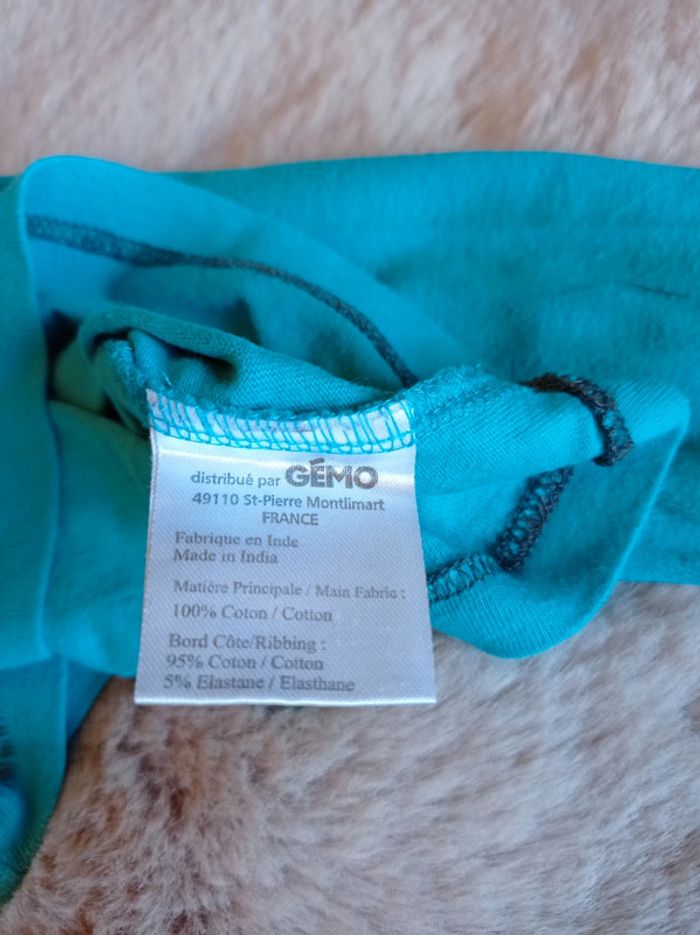 distribué par GÉMO
49110 St-Pierre Montlimart
FRANCE
Fabrique en Inde
Made in India
Matière Principale / Main Fabric :
100% Coton / Cotton
Bord Côte/Ribbing :
95% Coton / Cotton
5% Elastane / Elasthane